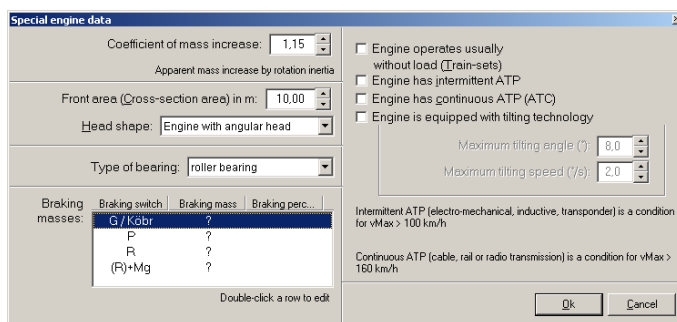 Special engine data
Coefficient of mass increase: 1,15
Apparent mass increase by rotation inertia
Front area (Cross-section area) in m: 10,00
Head shape: Engine with angular head
Type of bearing: roller bearing
Braking masses:
Braking switch Braking mass Braking perc...
G / Köbr ?
P ?
R ?
(R)+Mg ?
Double-click a row to edit
Engine operates usually
without load (Train-sets)
Engine has intermittent ATP
Engine has continuous ATP (ATC)
Engine is equipped with tilting technology
Maximum tilting angle (°): 8,0
Maximum tilting speed (°/s): 2,0
Intermittent ATP (electro-mechanical, inductive, transponder) is a condition
for vMax > 100 km/h
Continuous ATP (cable, rail or radio transmission) is a condition for vMax >
160 km/h
Ok Cancel